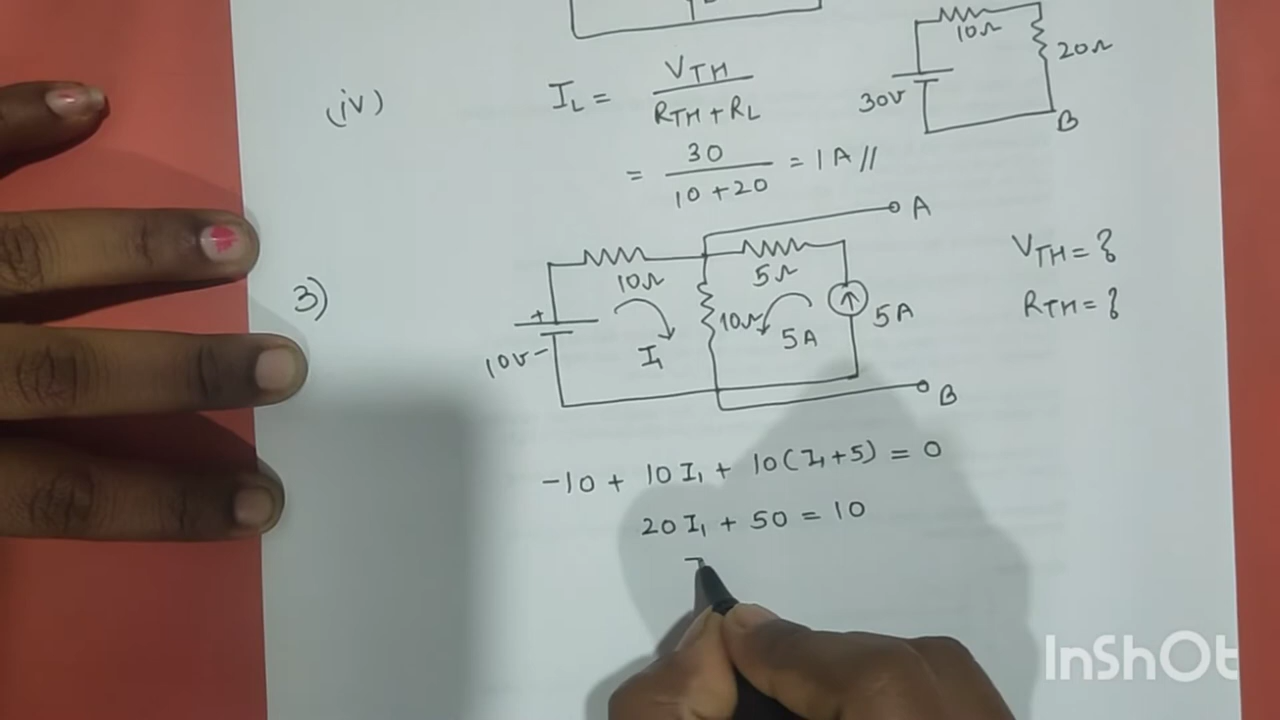 10Ω
20Ω
30V
B
(iv)
I_L = V_TH / (R_TH + R_L)
= 30 / (10 + 20) = 1A //
3)
A
10Ω
5Ω
+
10V -
I₁
10Ω
5A
5A
B
V_TH = ?
R_TH = ?
-10 + 10I₁ + 10(I₁+5) = 0
20I₁ + 50 = 10
InShOt